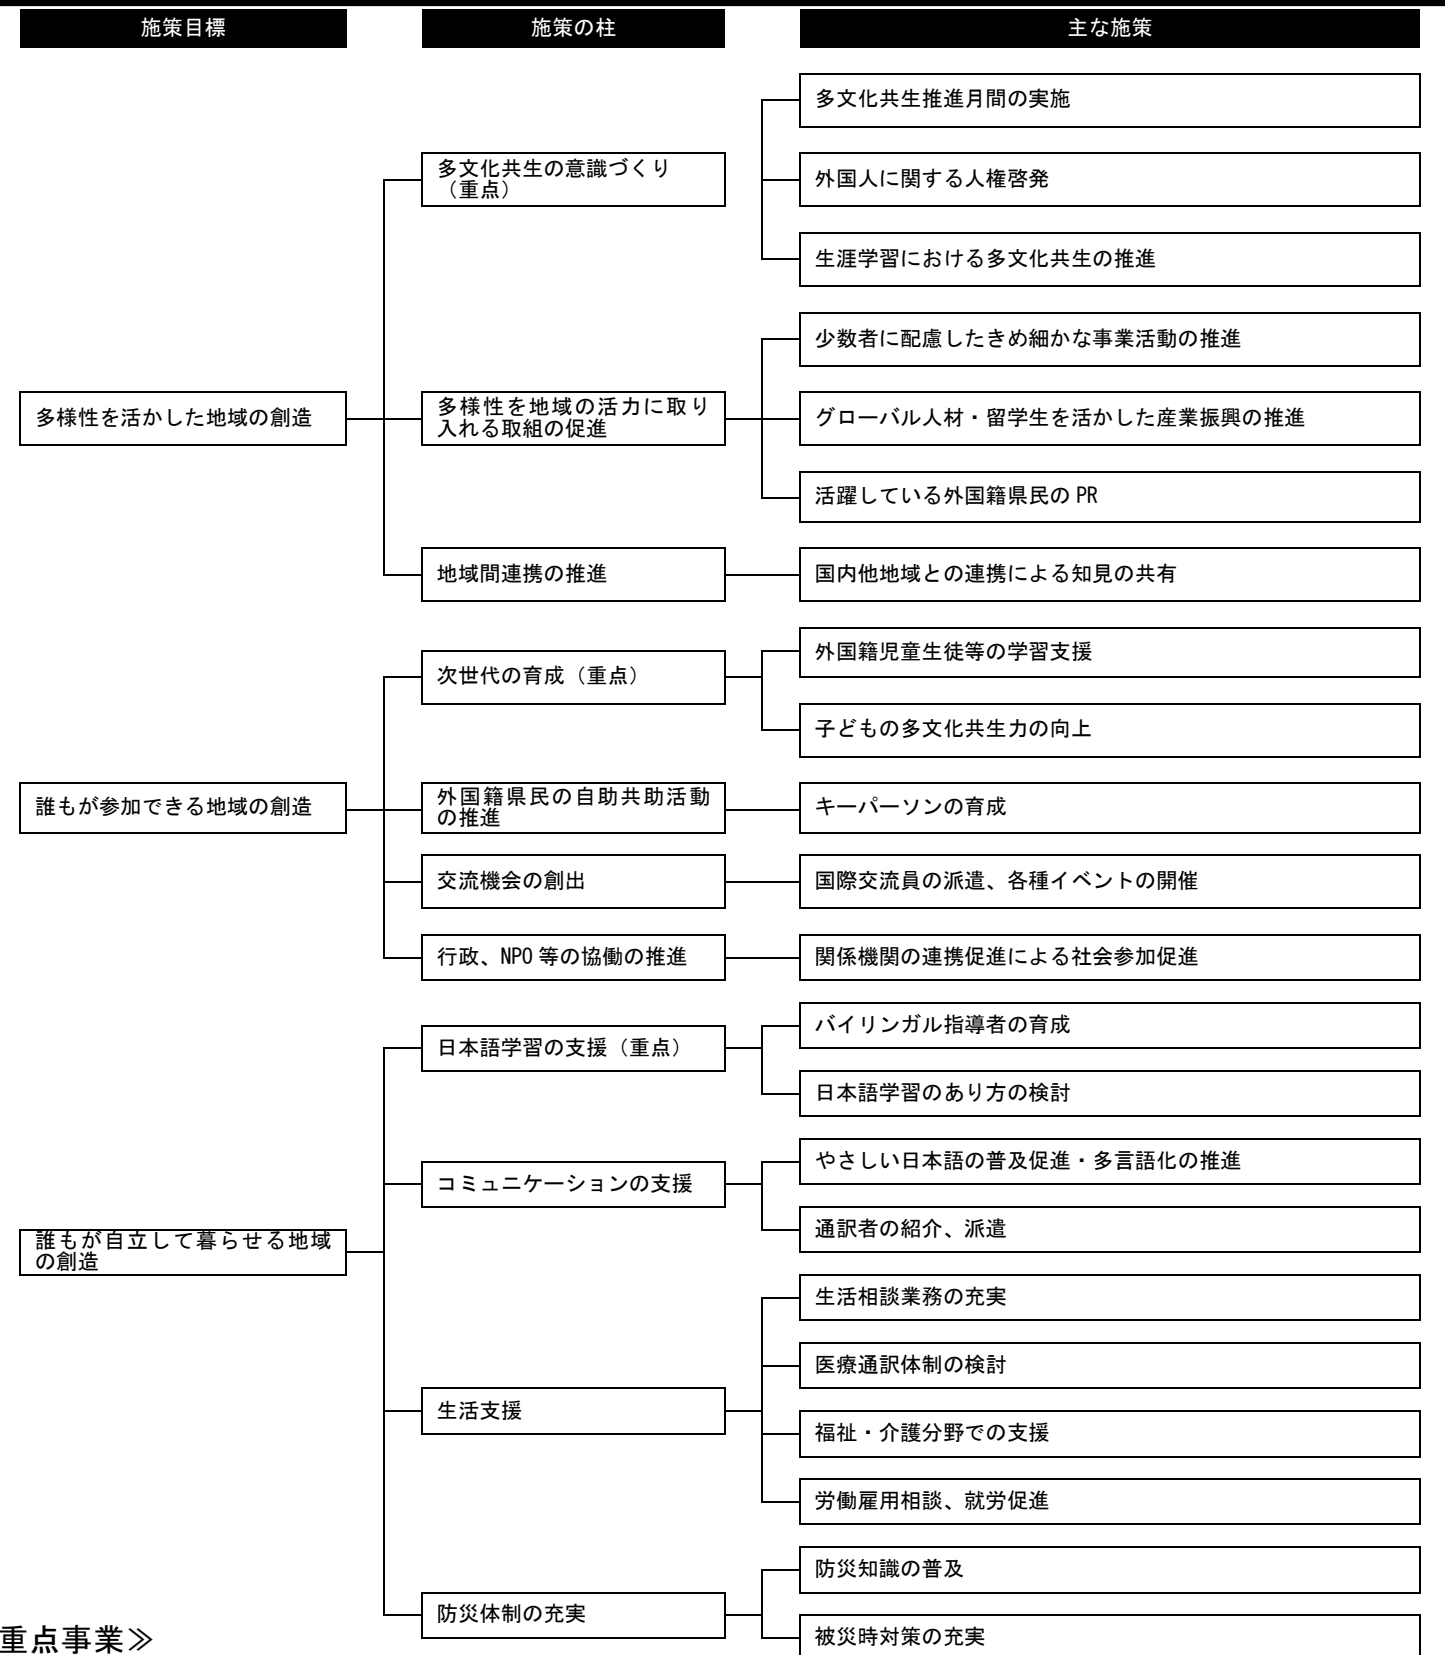 施策目標
施策の柱
主な施策
多様性を活かした地域の創造
多文化共生の意識づくり
（重点）
多文化共生推進月間の実施
外国人に関する人権啓発
生涯学習における多文化共生の推進
多様性を地域の活力に取り
入れる取組の促進
少数者に配慮したきめ細かな事業活動の推進
グローバル人材・留学生を活かした産業振興の推進
活躍している外国籍県民の PR
地域間連携の推進
国内他地域との連携による知見の共有
誰もが参加できる地域の創造
次世代の育成（重点）
外国籍児童生徒等の学習支援
子どもの多文化共生力の向上
外国籍県民の自助共助活動
の推進
キーパーソンの育成
交流機会の創出
国際交流員の派遣、各種イベントの開催
行政、NPO 等の協働の推進
関係機関の連携促進による社会参加促進
誰もが自立して暮らせる地域
の創造
日本語学習の支援（重点）
バイリンガル指導者の育成
日本語学習のあり方の検討
コミュニケーションの支援
やさしい日本語の普及促進・多言語化の推進
通訳者の紹介、派遣
生活支援
生活相談業務の充実
医療通訳体制の検討
福祉・介護分野での支援
労働雇用相談、就労促進
防災体制の充実
防災知識の普及
被災時対策の充実
重点事業≫